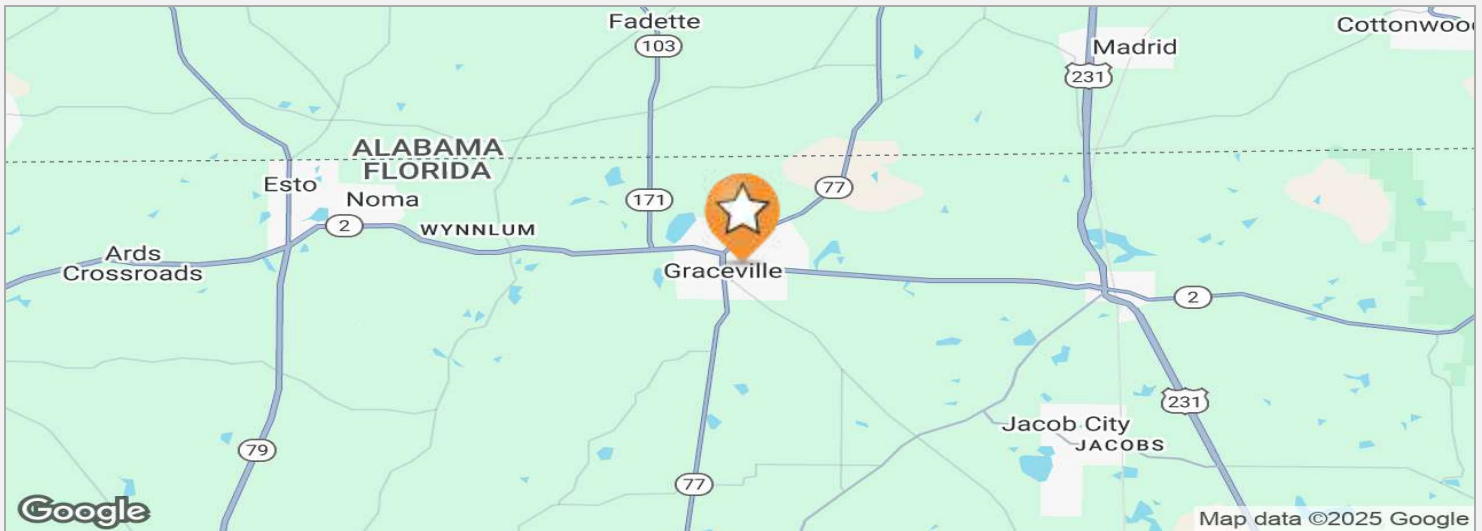 Fadette
103
Cottonwoo
Madrid
231
ALABAMA
FLORIDA
Esto
Noma
171
77
2
WYNNLUM
Ards
Crossroads
Graceville
2
231
Jacob City
JACOBS
79
77
Google
Map data ©2025 Google